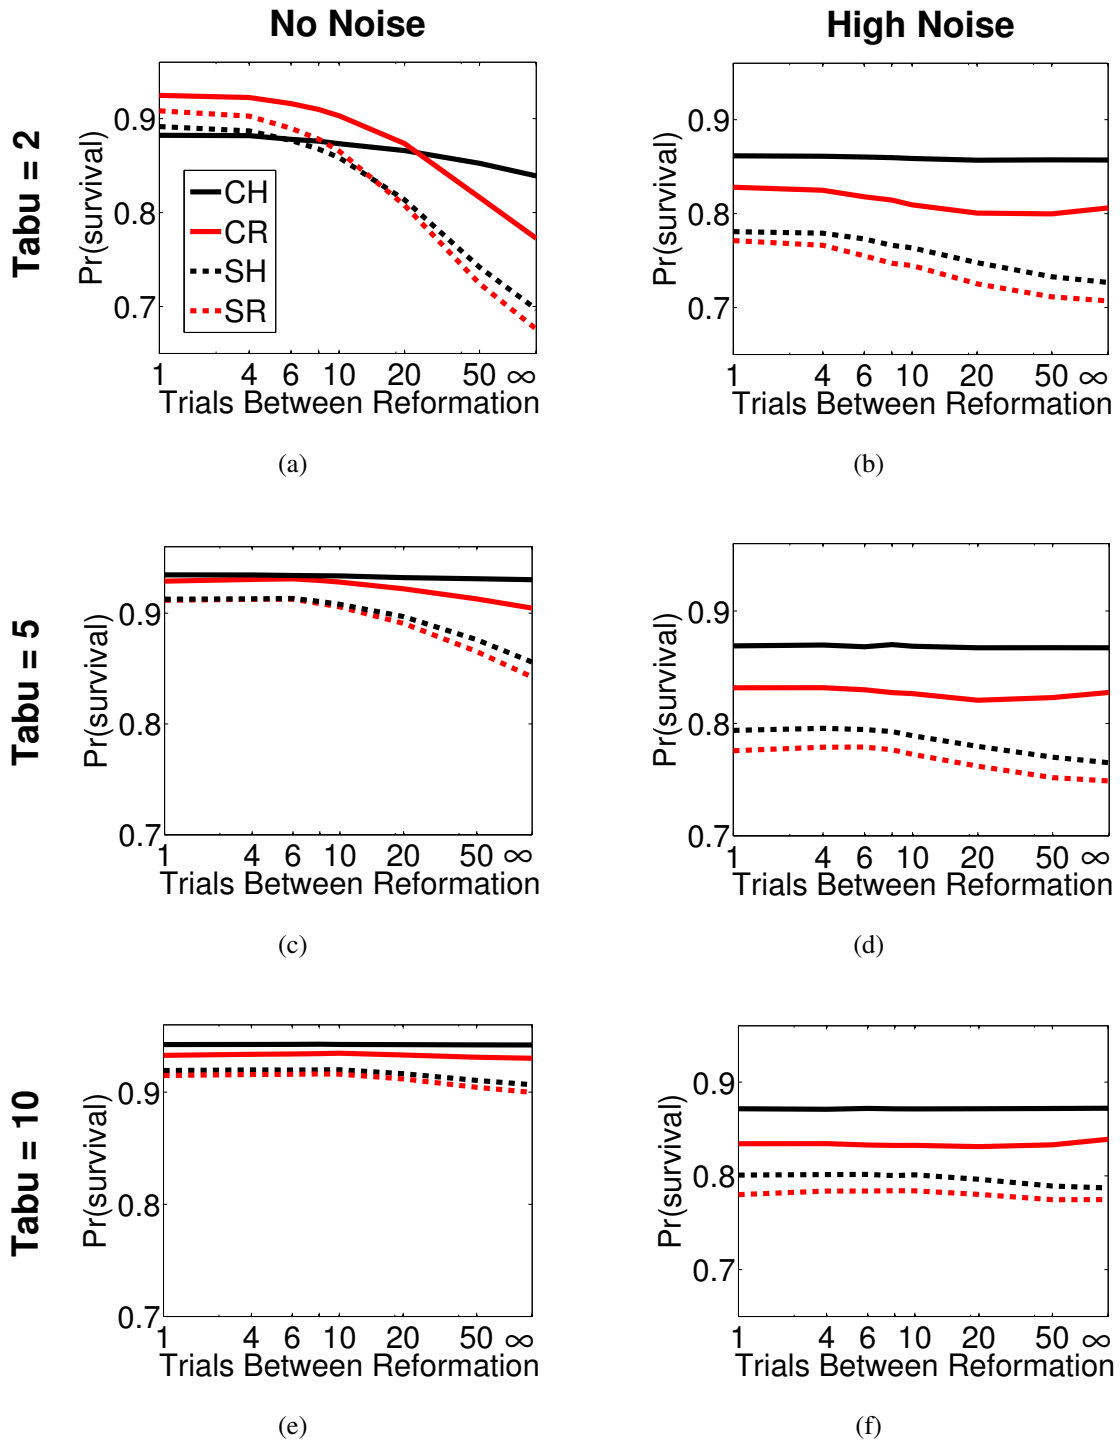 No Noise
High Noise
Tabu = 2
Pr(survival)
0.9
0.8
0.7
CH
CR
SH
SR
1 4 6 10 20 50 ∞
Trials Between Reformation
(a)
Pr(survival)
0.9
0.8
0.7
1 4 6 10 20 50 ∞
Trials Between Reformation
(b)
Tabu = 5
Pr(survival)
0.9
0.8
0.7
1 4 6 10 20 50 ∞
Trials Between Reformation
(c)
Pr(survival)
0.9
0.8
0.7
1 4 6 10 20 50 ∞
Trials Between Reformation
(d)
Tabu = 10
Pr(survival)
0.9
0.8
0.7
1 4 6 10 20 50 ∞
Trials Between Reformation
(e)
Pr(survival)
0.9
0.8
0.7
1 4 6 10 20 50 ∞
Trials Between Reformation
(f)